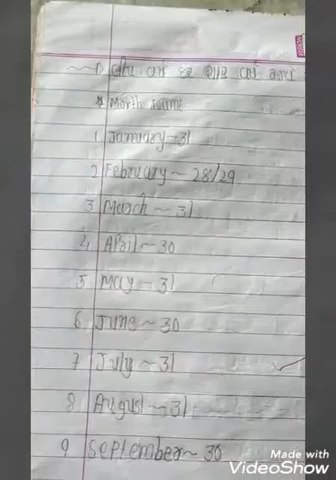 * Month Name
1 January ~ 31
2 February ~ 28/29
3 March ~ 31
4 April ~ 30
5 May ~ 31
6 June ~ 30
7 July ~ 31
8 August ~ 31
9 September ~ 30
Made with
VideoShow